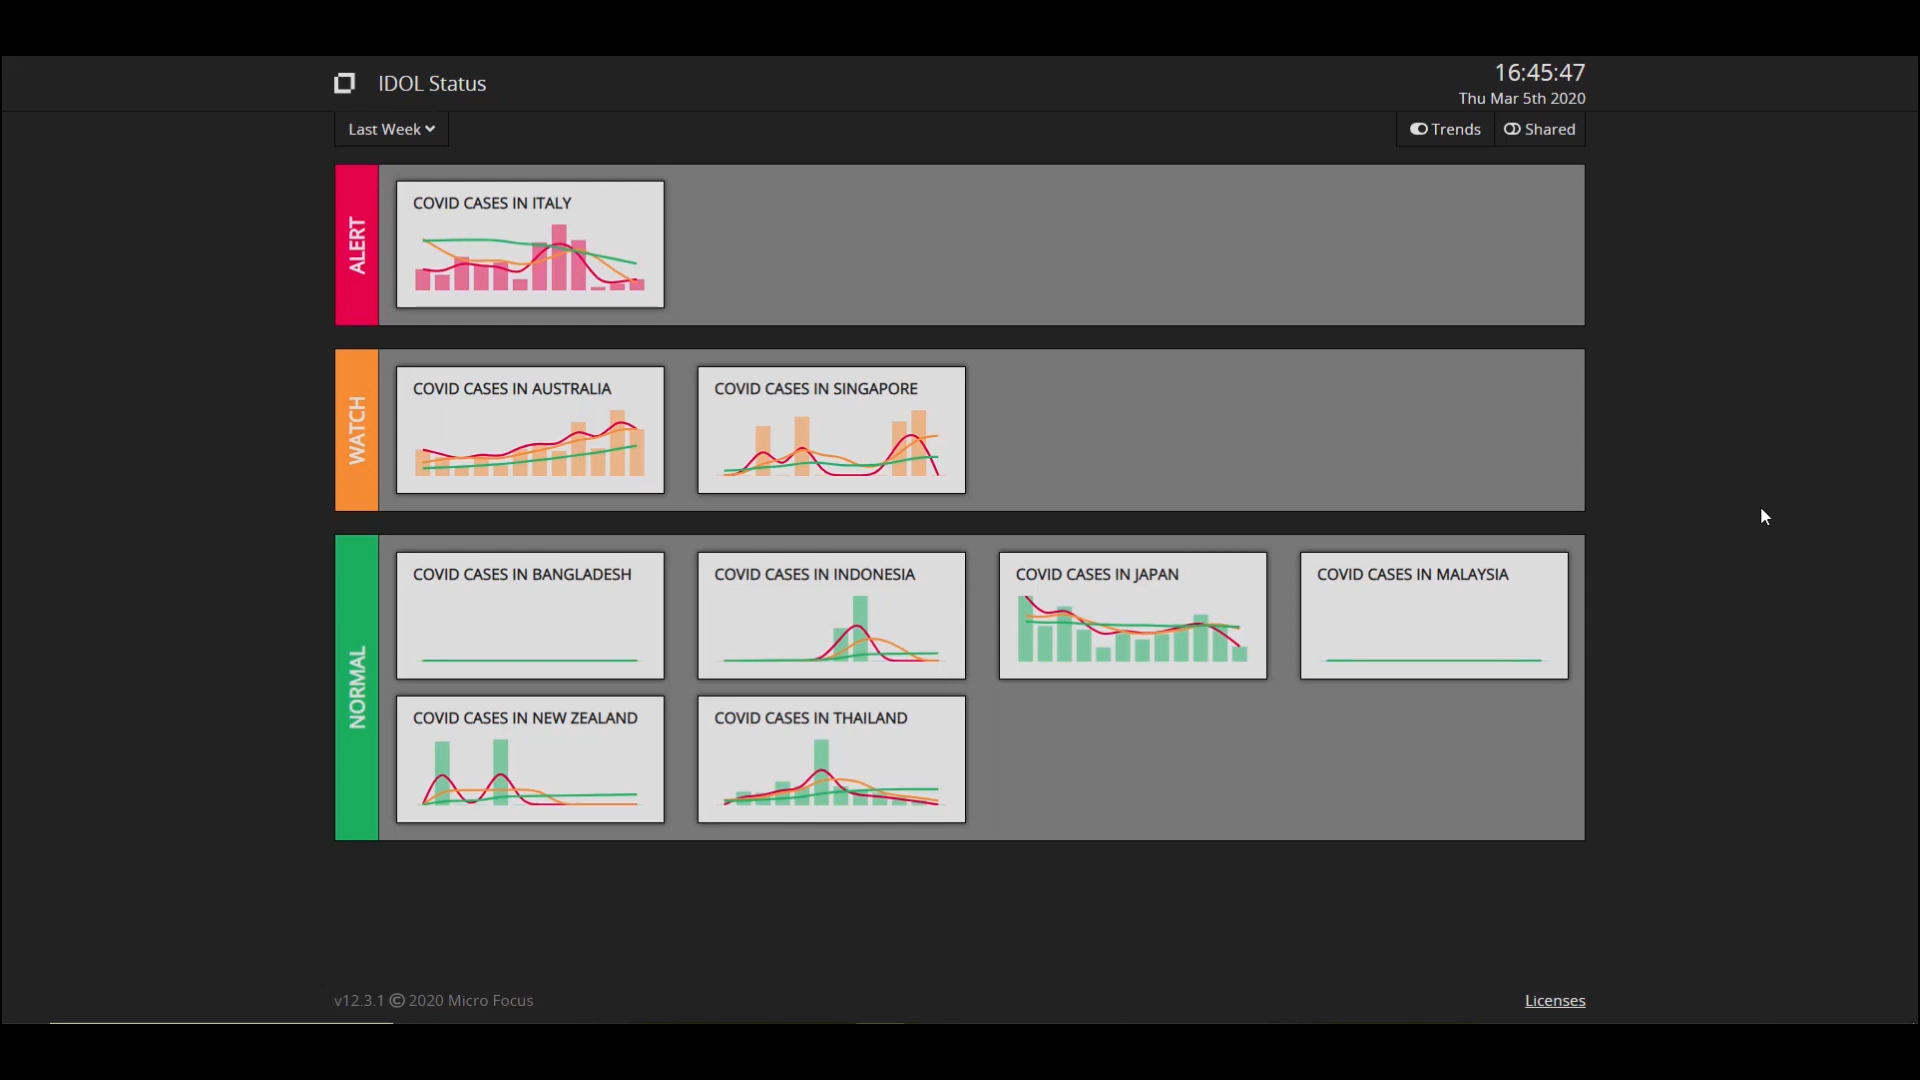 IDOL Status
16:45:47
Thu Mar 5th 2020
Last Week
Trends
Shared
ALERT
COVID CASES IN ITALY
WATCH
COVID CASES IN AUSTRALIA
COVID CASES IN SINGAPORE
NORMAL
COVID CASES IN BANGLADESH
COVID CASES IN INDONESIA
COVID CASES IN JAPAN
COVID CASES IN MALAYSIA
COVID CASES IN NEW ZEALAND
COVID CASES IN THAILAND
v12.3.1 © 2020 Micro Focus
Licenses